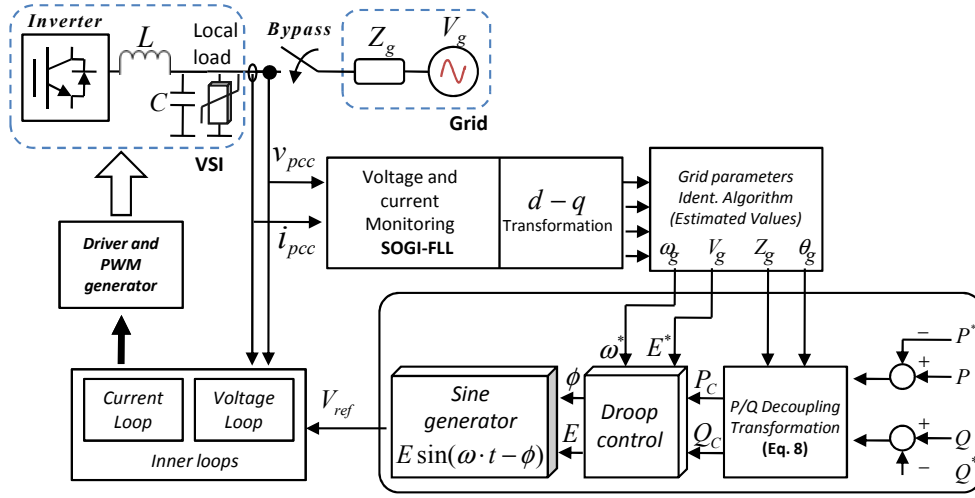 Inverter
L
Local
load
C
VSI
Bypass
Z_g
V_g
Grid
v_pcc
i_pcc
Voltage and
current
Monitoring
SOGI-FLL
d − q
Transformation
Grid parameters
Ident. Algorithm
(Estimated Values)
ω_g V_g Z_g θ_g
Driver and
PWM
generator
Current
Loop
Voltage
Loop
Inner loops
V_ref
Sine
generator
E sin(ω · t − ϕ)
ϕ
E
ω*
E*
Droop
control
P_C
Q_C
P/Q Decoupling
Transformation
(Eq. 8)
− P*
+ P
+ Q
− Q*